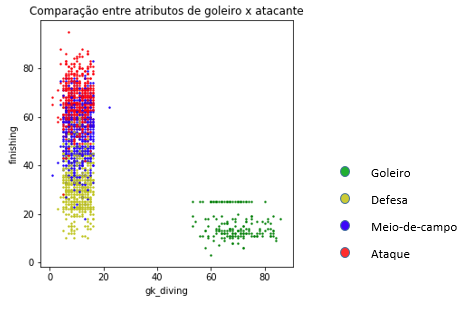 Comparação entre atributos de goleiro x atacante
finishing
100
80
60
40
20
0
0 20 40 60 80
gk_diving
Goleiro
Defesa
Meio-de-campo
Ataque